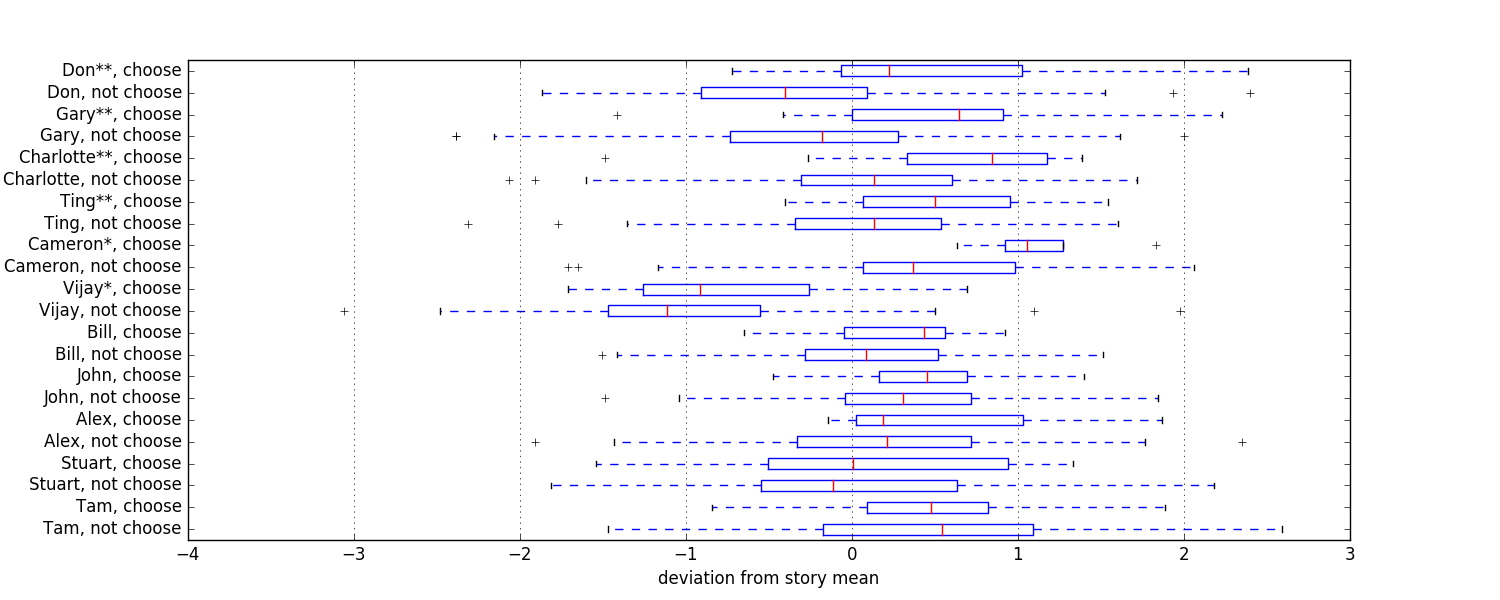 Don**, choose
Don, not choose
Gary**, choose
Gary, not choose
Charlotte**, choose
Charlotte, not choose
Ting**, choose
Ting, not choose
Cameron*, choose
Cameron, not choose
Vijay*, choose
Vijay, not choose
Bill, choose
Bill, not choose
John, choose
John, not choose
Alex, choose
Alex, not choose
Stuart, choose
Stuart, not choose
Tam, choose
Tam, not choose
−4 −3 −2 −1 0 1 2 3
deviation from story mean